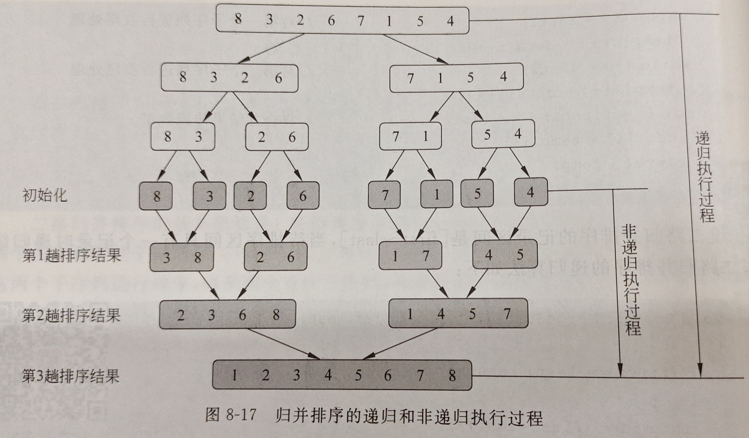 8 3 2 6 7 1 5 4
8 3 2 6 7 1 5 4
8 3 2 6 7 1 5 4
初始化 8 3 2 6 7 1 5 4
第1趟排序结果 3 8 2 6 1 7 4 5
第2趟排序结果 2 3 6 8 1 4 5 7
第3趟排序结果 1 2 3 4 5 6 7 8
递归执行过程
非递归执行过程
图 8-17 归并排序的递归和非递归执行过程